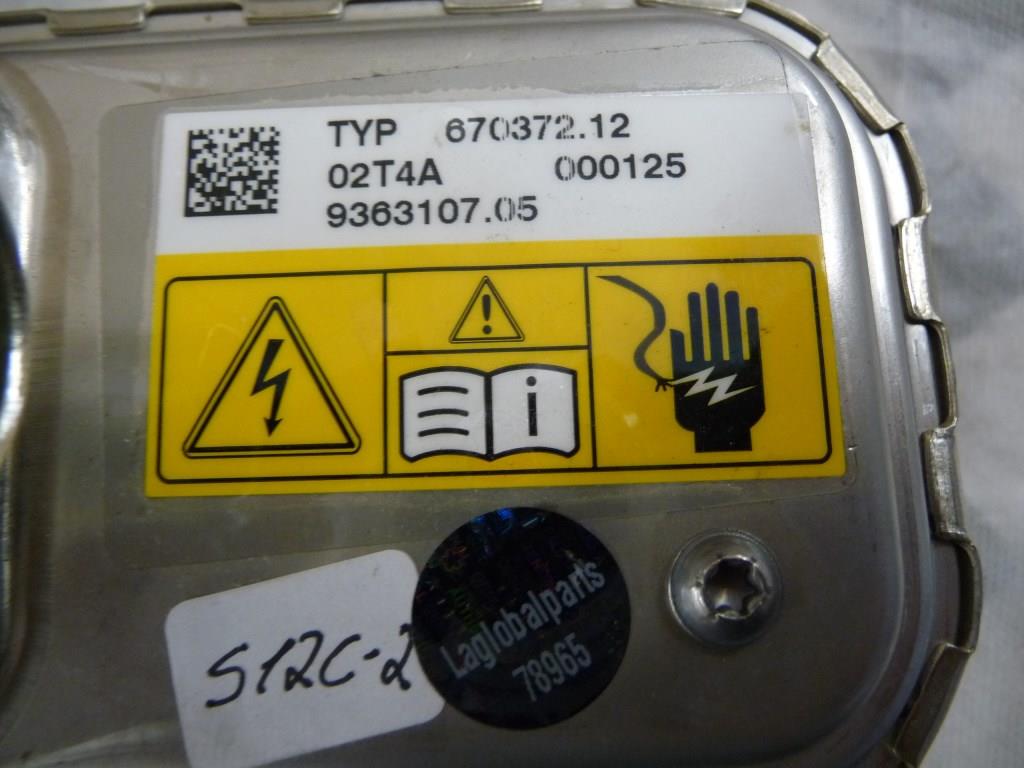 TYP 670372.12
02T4A 000125
9363107.05
i
S12C-2
Laglobalparts
78965